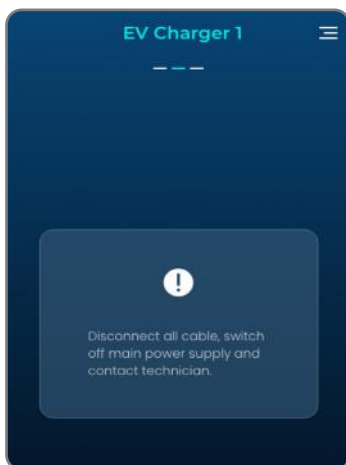 EV Charger 1
Disconnect all cable, switch
off main power supply and
contact technician.